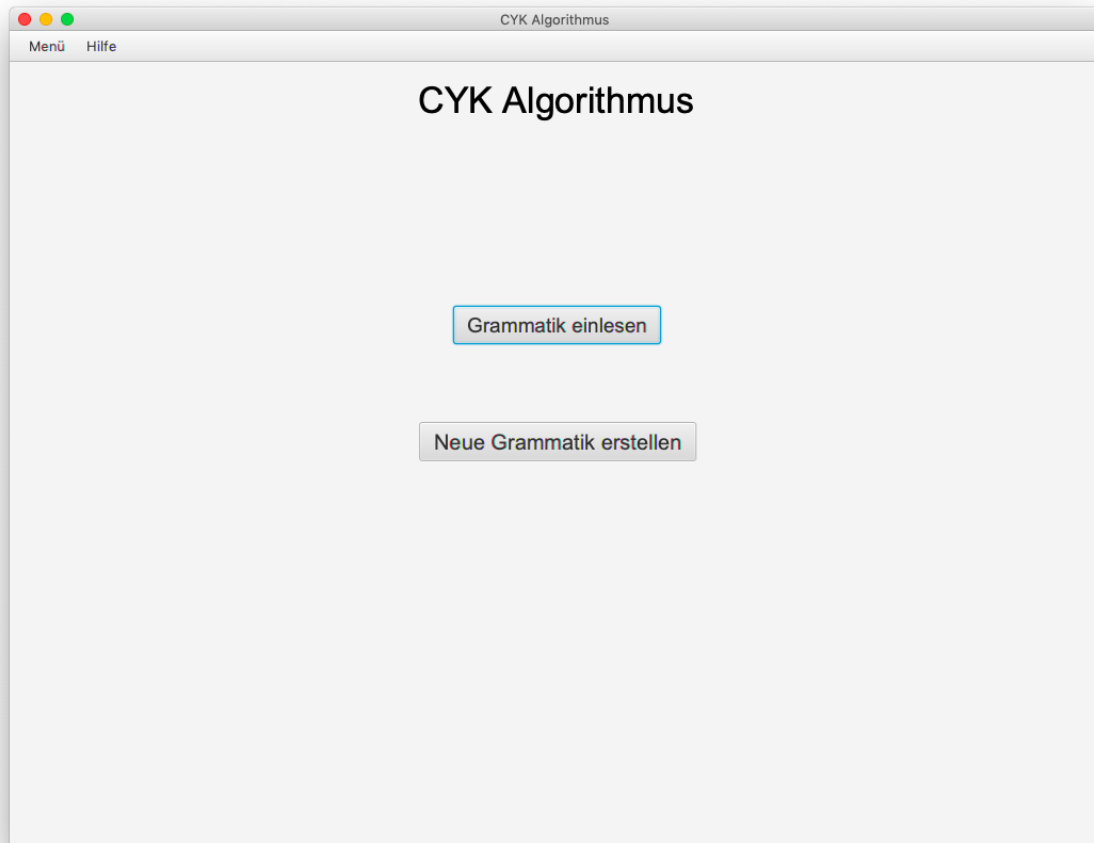 CYK Algorithmus
Menü Hilfe
CYK Algorithmus
Grammatik einlesen
Neue Grammatik erstellen